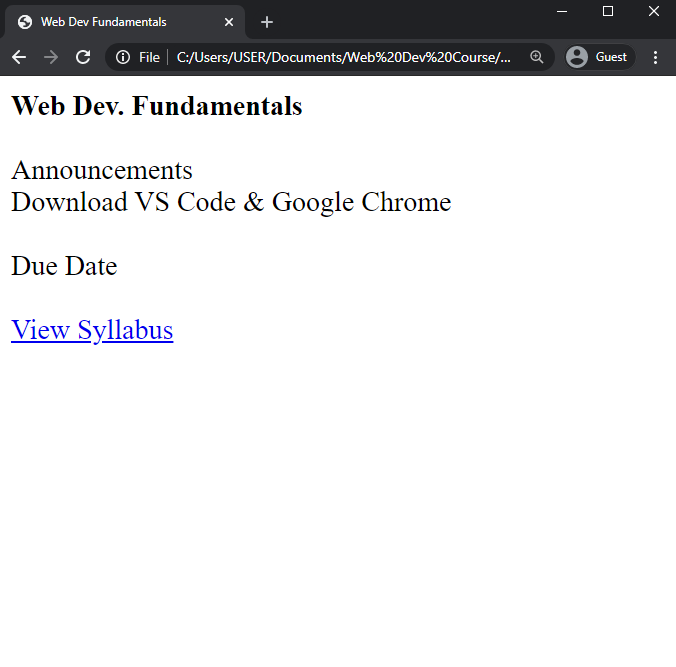 Web Dev Fundamentals
File C:/Users/USER/Documents/Web%20Dev%20Course/... Guest
Web Dev. Fundamentals
Announcements
Download VS Code & Google Chrome
Due Date
View Syllabus